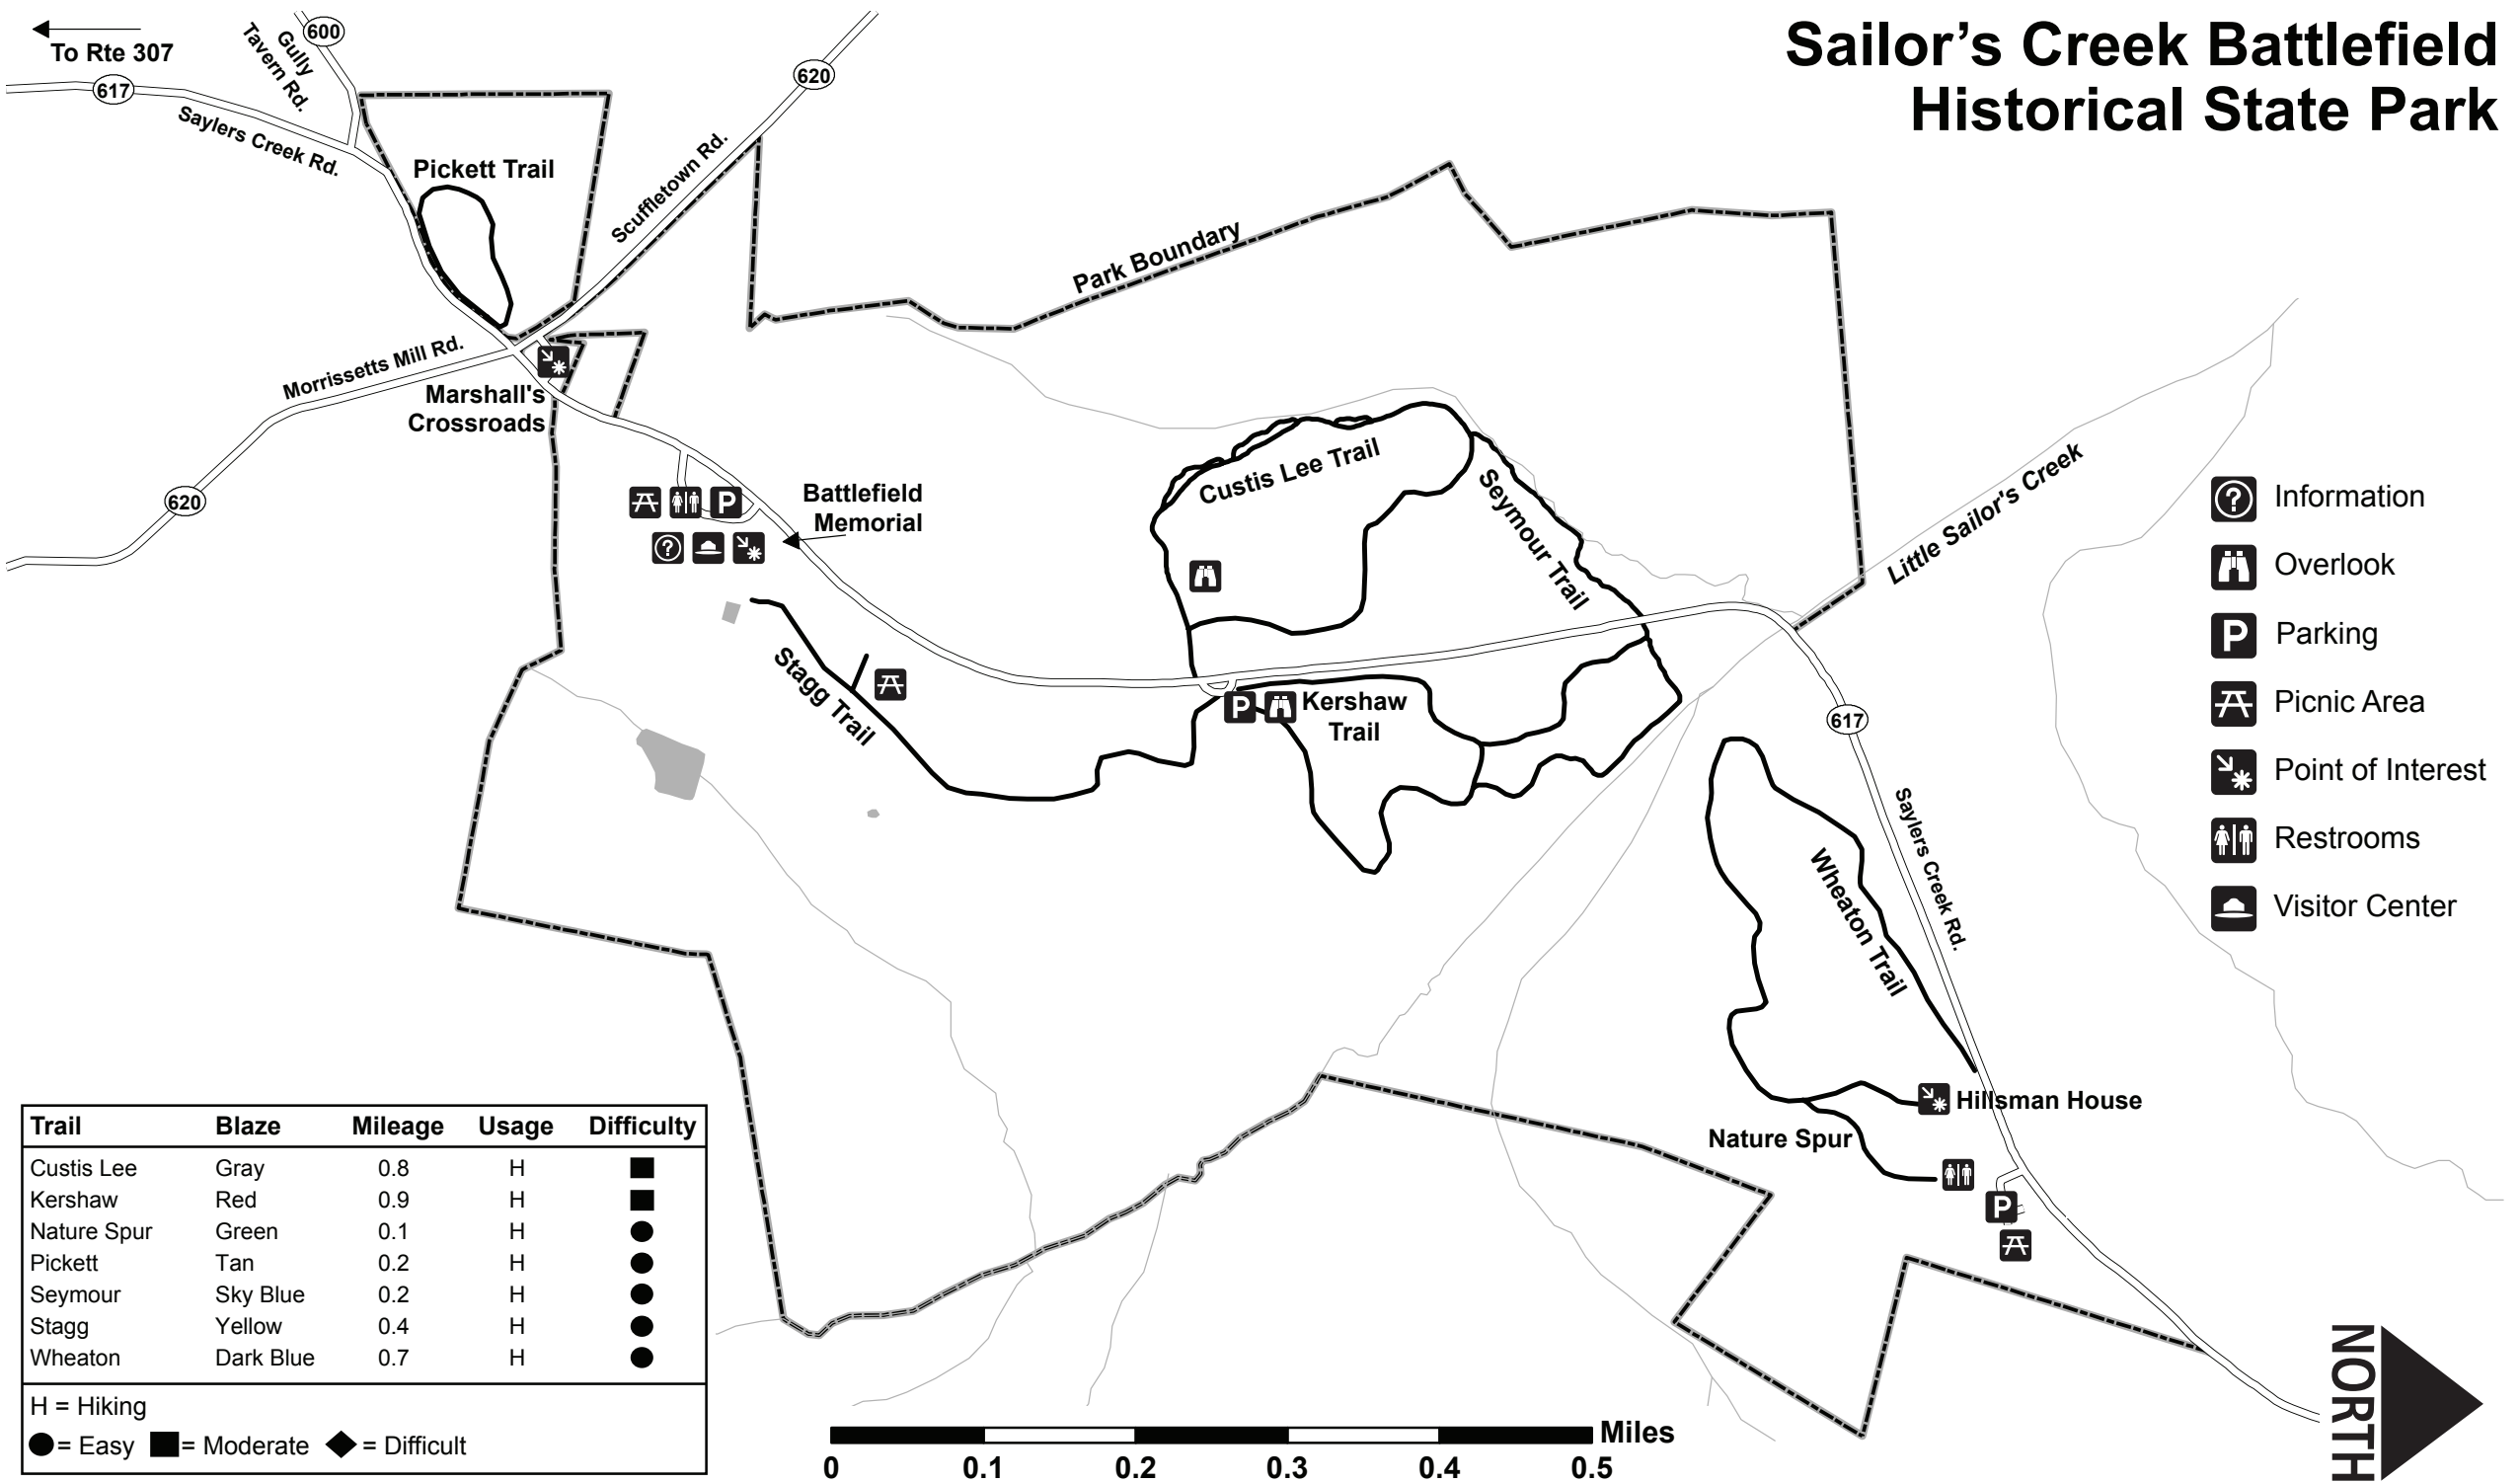 Sailor’s Creek Battlefield
Historical State Park
To Rte 307
600
Gully
Tavern Rd.
617
Saylers Creek Rd.
620
Scuffletown Rd.
Pickett Trail
Park Boundary
Morrissetts Mill Rd.
Marshall's
Crossroads
620
Battlefield
Memorial
P
?
Custis Lee Trail
Seymour Trail
Little Sailor's Creek
Stagg Trail
P
Kershaw
Trail
617
Saylers Creek Rd.
Wheaton Trail
Hillsman House
Nature Spur
P
? Information
Overlook
P Parking
Picnic Area
Point of Interest
Restrooms
Visitor Center
Trail Blaze Mileage Usage Difficulty
Custis Lee Gray 0.8 H
Kershaw Red 0.9 H
Nature Spur Green 0.1 H
Pickett Tan 0.2 H
Seymour Sky Blue 0.2 H
Stagg Yellow 0.4 H
Wheaton Dark Blue 0.7 H
H = Hiking
= Easy = Moderate = Difficult
Miles
0 0.1 0.2 0.3 0.4 0.5
NORTH